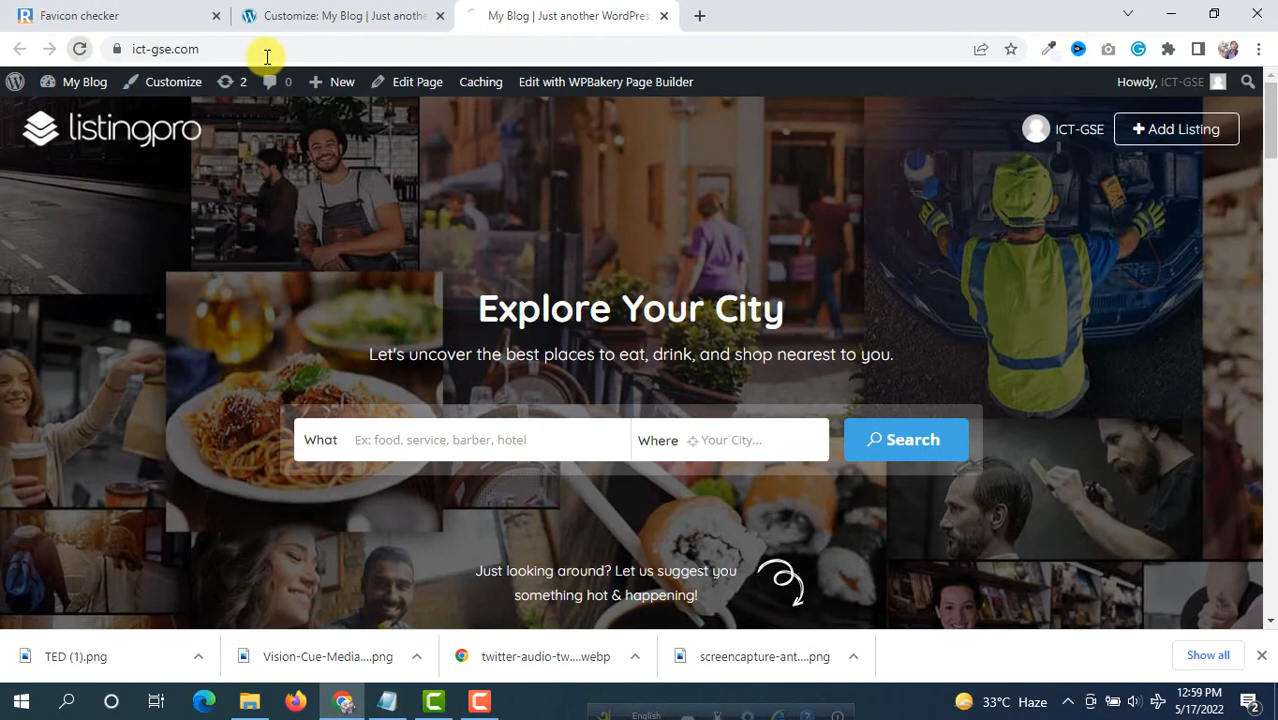 Favicon checker
Customize: My Blog | Just anothe
My Blog | Just another WordPress
ict-gse.com
My Blog
Customize
2
0
New
Edit Page
Caching
Edit with WPBakery Page Builder
Howdy, ICT-GSE
listingpro
ICT-GSE
+ Add Listing
Explore Your City
Let's uncover the best places to eat, drink, and shop nearest to you.
What Ex: food, service, barber, hotel
Where Your City...
Search
Just looking around? Let us suggest you
something hot & happening!
TED (1).png
Vision-Cue-Media....png
twitter-audio-tw....webp
screencapture-ant....png
Show all
English
33°C Haze
12:59 PM
5/17/2022
2